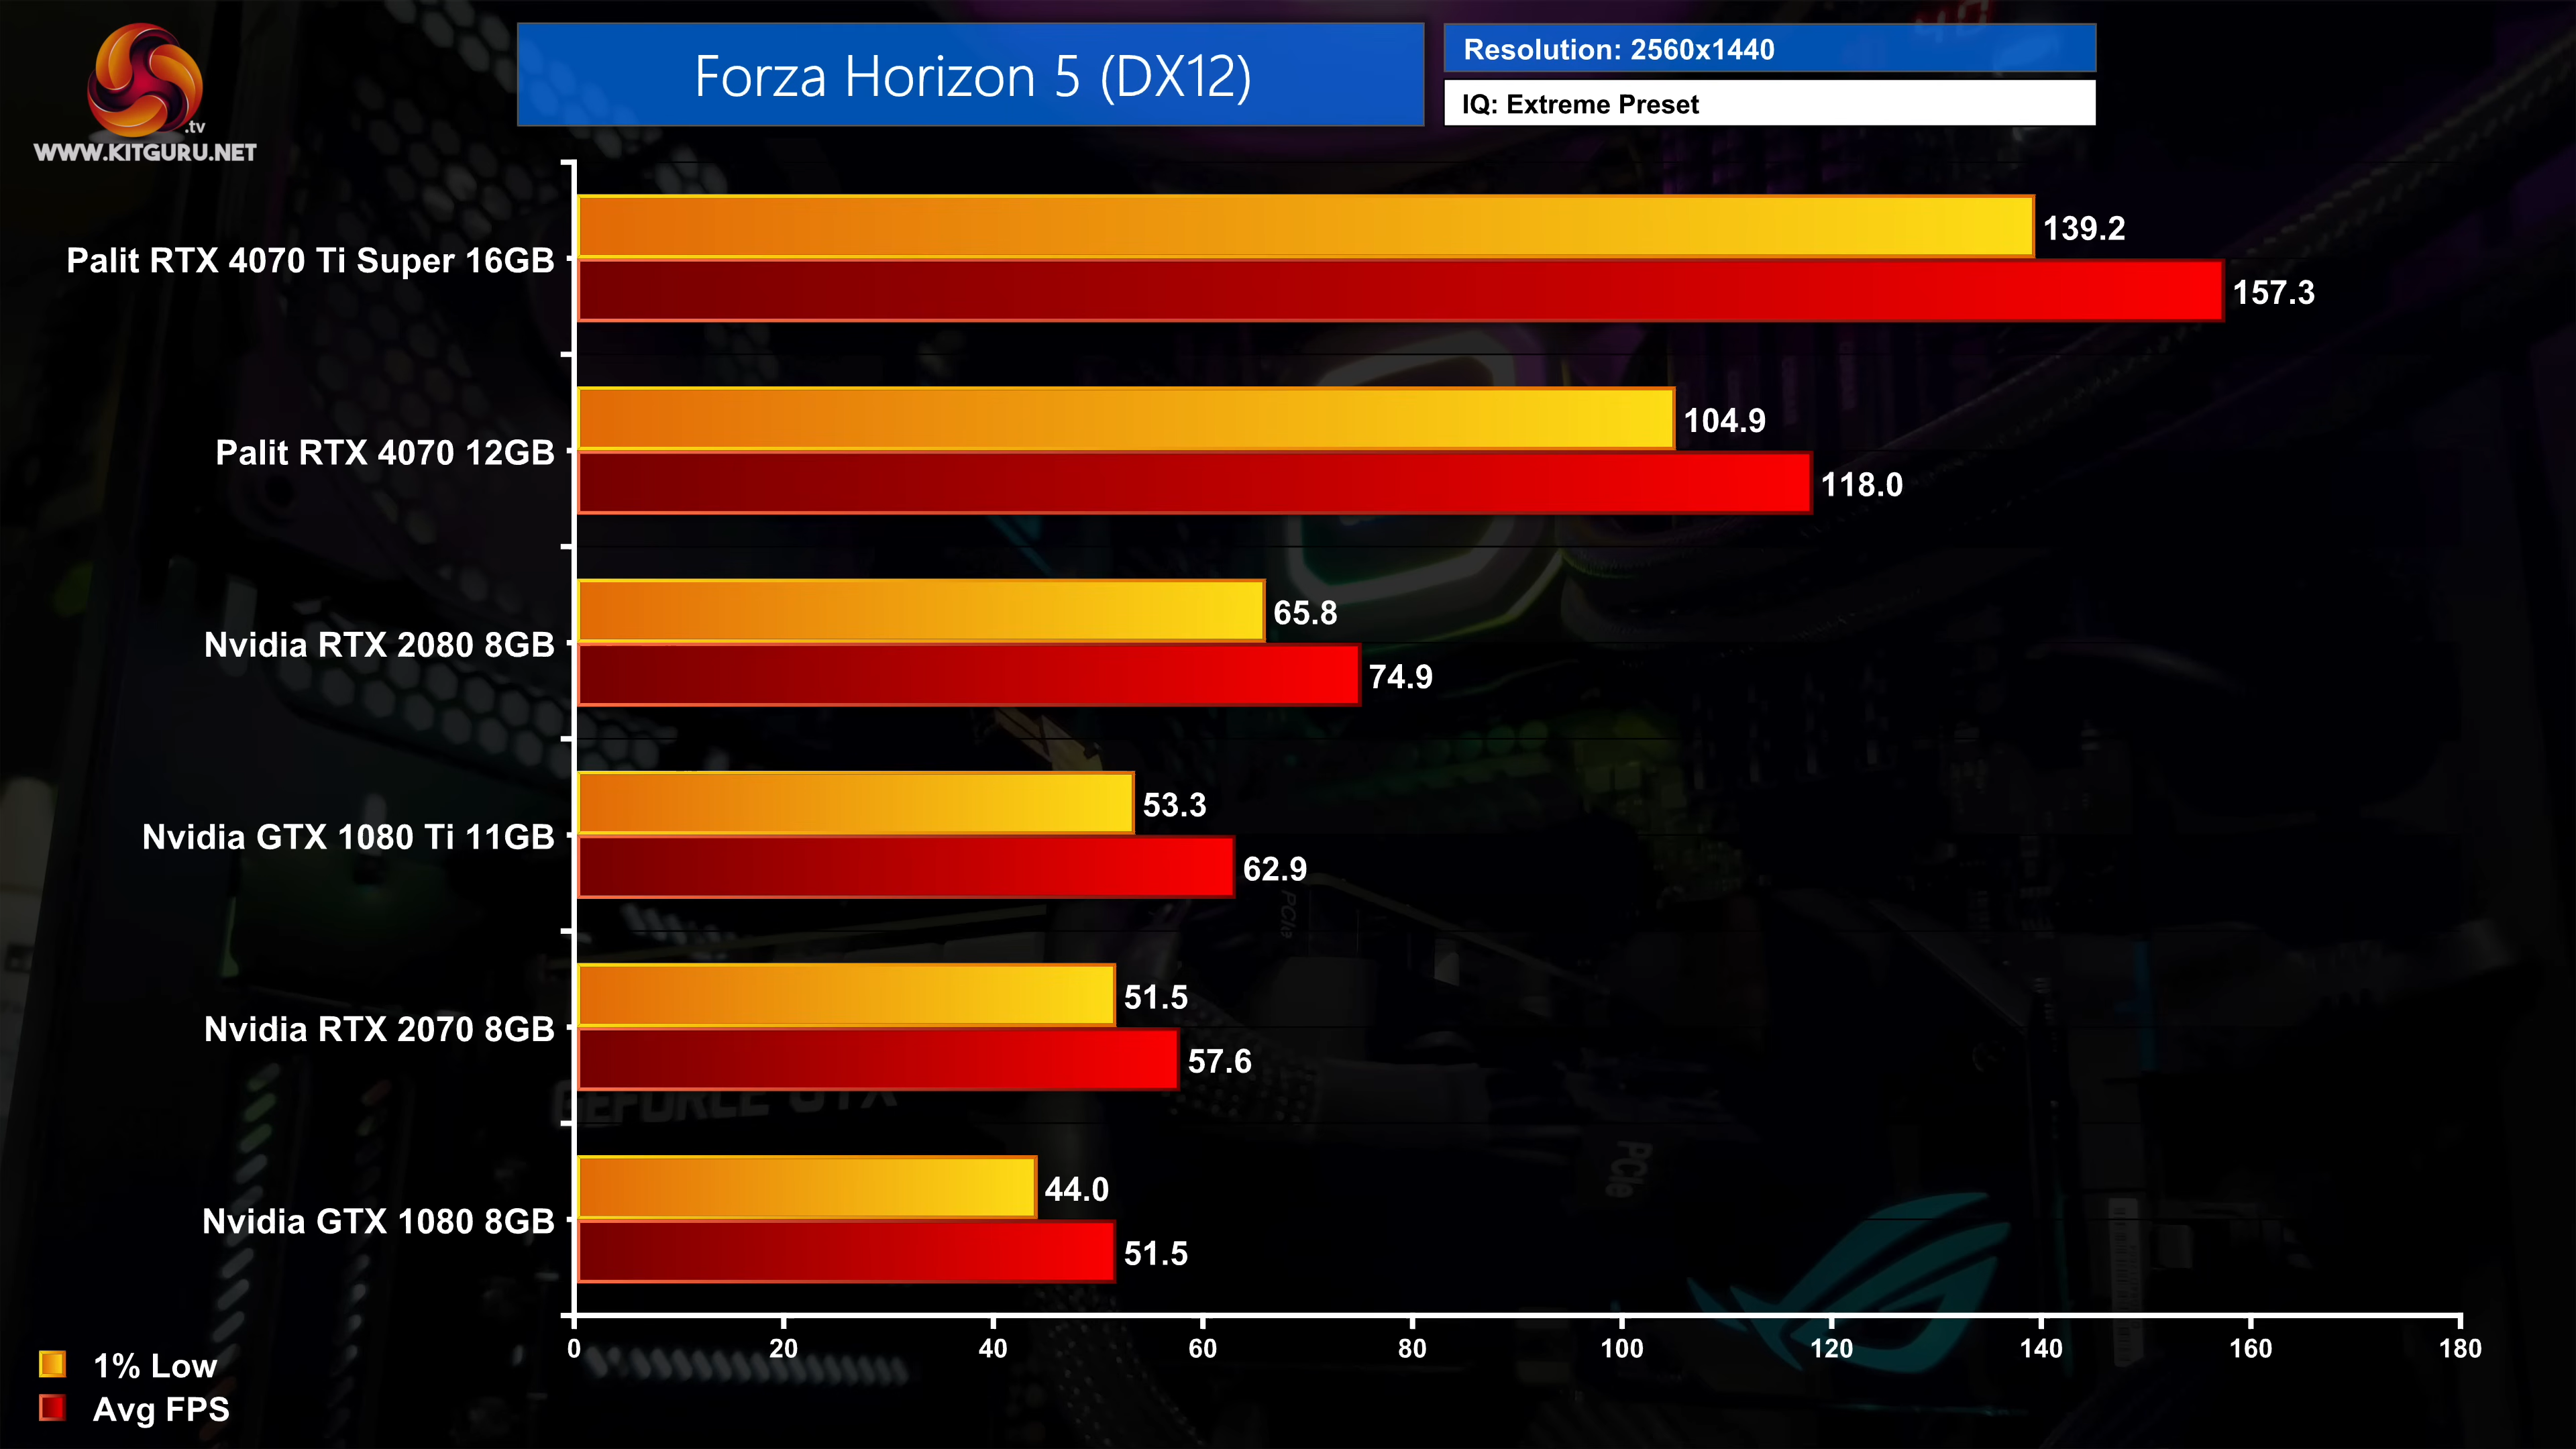 .tv
WWW.KITGURU.NET
Forza Horizon 5 (DX12)
Resolution: 2560x1440
IQ: Extreme Preset
Palit RTX 4070 Ti Super 16GB
139.2
157.3
Palit RTX 4070 12GB
104.9
118.0
Nvidia RTX 2080 8GB
65.8
74.9
Nvidia GTX 1080 Ti 11GB
53.3
62.9
PCIe
Nvidia RTX 2070 8GB
51.5
57.6
GEFORCE GTX
PCIe
Nvidia GTX 1080 8GB
44.0
51.5
0 20 40 60 80 100 120 140 160 180
1% Low
Avg FPS